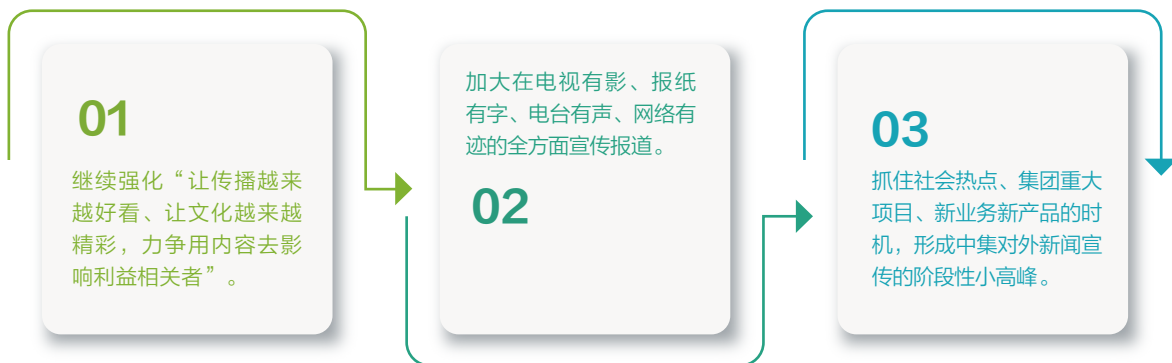 01
继续强化“让传播越来
越好看、让文化越来越
精彩，力争用内容去影
响利益相关者”。
加大在电视有影、报纸
有字、电台有声、网络有
迹的全方面宣传报道。
02
03
抓住社会热点、集团重大
项目、新业务新产品的时
机，形成中集对外新闻宣
传的阶段性小高峰。